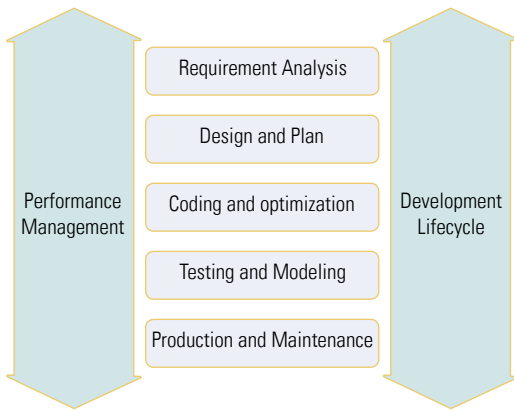 Requirement Analysis
Design and Plan
Performance
Management
Coding and optimization
Development
Lifecycle
Testing and Modeling
Production and Maintenance